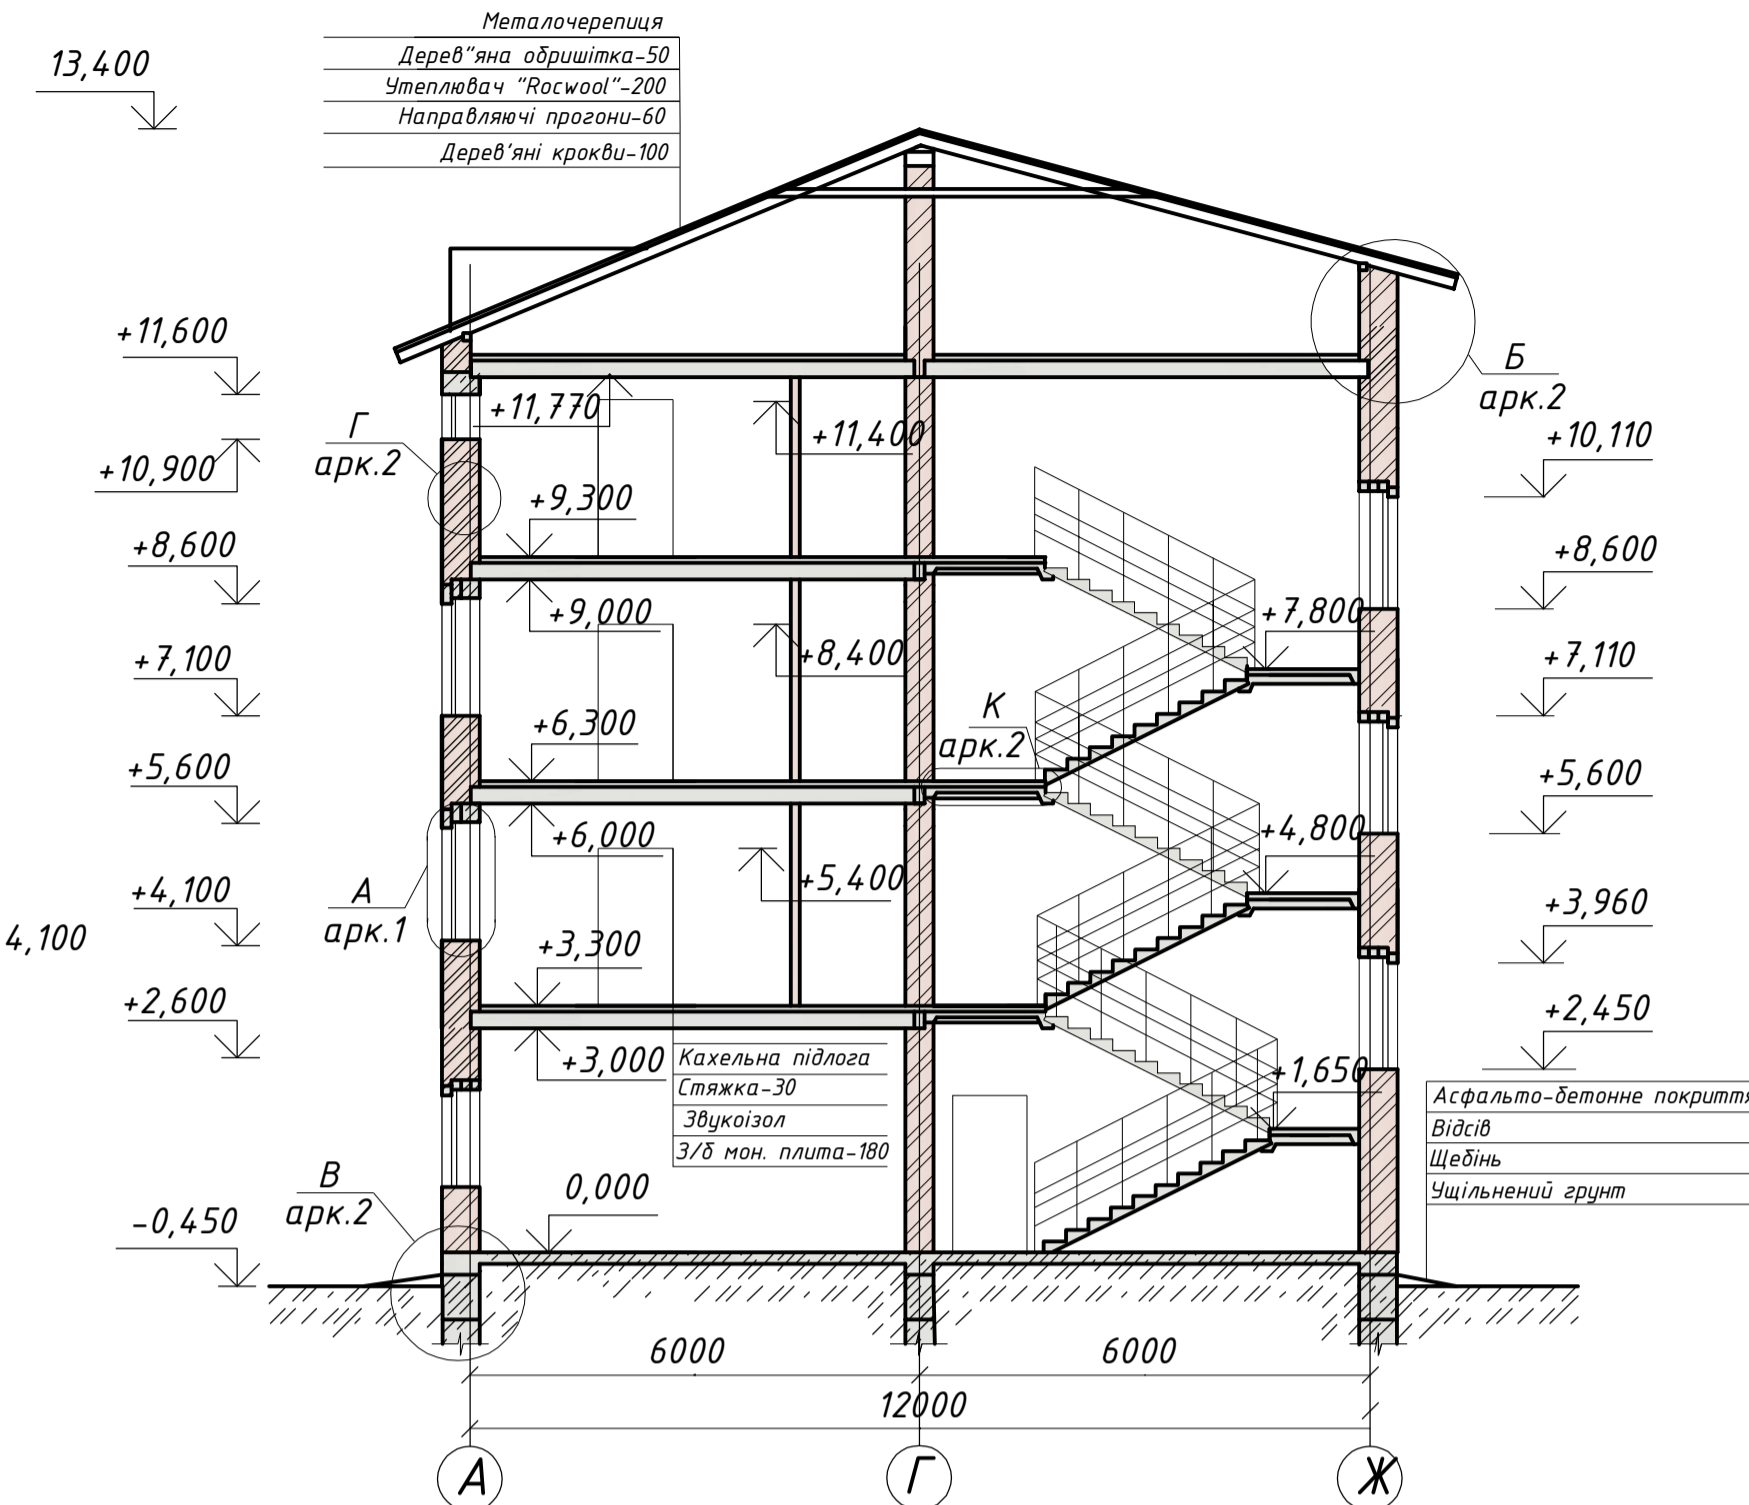 Металочерепиця
13,400
Дерев"яна обришітка-50
Утеплювач "Rocwool"-200
Направляючі прогони-60
Дерев'яні крокви-100
+11,600
Б
арк.2
+11,770
Г
арк.2
+11,400
+10,110
+10,900
+9,300
+8,600
+8,600
+9,000
+7,800
+7,100
+8,400
+7,110
К
арк.2
+6,300
+5,600
+5,600
+6,000
+4,800
А
арк.1
+4,100
+5,400
+3,960
4,100
+3,300
+2,600
+2,450
+3,000
Кахельна підлога
Стяжка-30
Звукоізол
З/б мон. плита-180
+1,650
Асфальто-бетонне покриття
Відсів
Щебінь
Ущільнений грунт
В
арк.2
0,000
-0,450
6000
6000
12000
А
Г
Ж